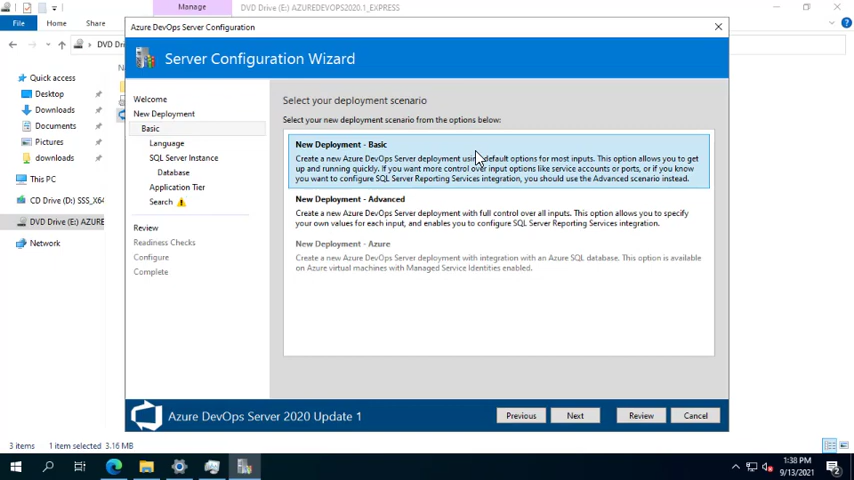 Manage
DVD Drive (E:) AZUREDEVOPS2020.1_EXPRESS
File
Home
Share
DVD Dri
Azure DevOps Server Configuration
Server Configuration Wizard
Quick access
Desktop
Downloads
Documents
Pictures
downloads
This PC
CD Drive (D:) SSS_X64
DVD Drive (E:) AZURE
Network
Welcome
New Deployment
Basic
Language
SQL Server Instance
Database
Application Tier
Search
Review
Readiness Checks
Configure
Complete
Select your deployment scenario
Select your new deployment scenario from the options below:
New Deployment - Basic
Create a new Azure DevOps Server deployment using default options for most inputs. This option allows you to get
up and running quickly. If you want more control over input options like service accounts or ports, or if you know
you want to configure SQL Server Reporting Services integration, you should use the Advanced scenario instead.
New Deployment - Advanced
Create a new Azure DevOps Server deployment with full control over all inputs. This option allows you to specify
your own values for each input, and enables you to configure SQL Server Reporting Services integration.
New Deployment - Azure
Create a new Azure DevOps Server deployment with integration with an Azure SQL database. This option is available
on Azure virtual machines with Managed Service Identities enabled.
Azure DevOps Server 2020 Update 1
Previous
Next
Review
Cancel
3 items
1 item selected 3.16 MB
1:38 PM
9/13/2021
2